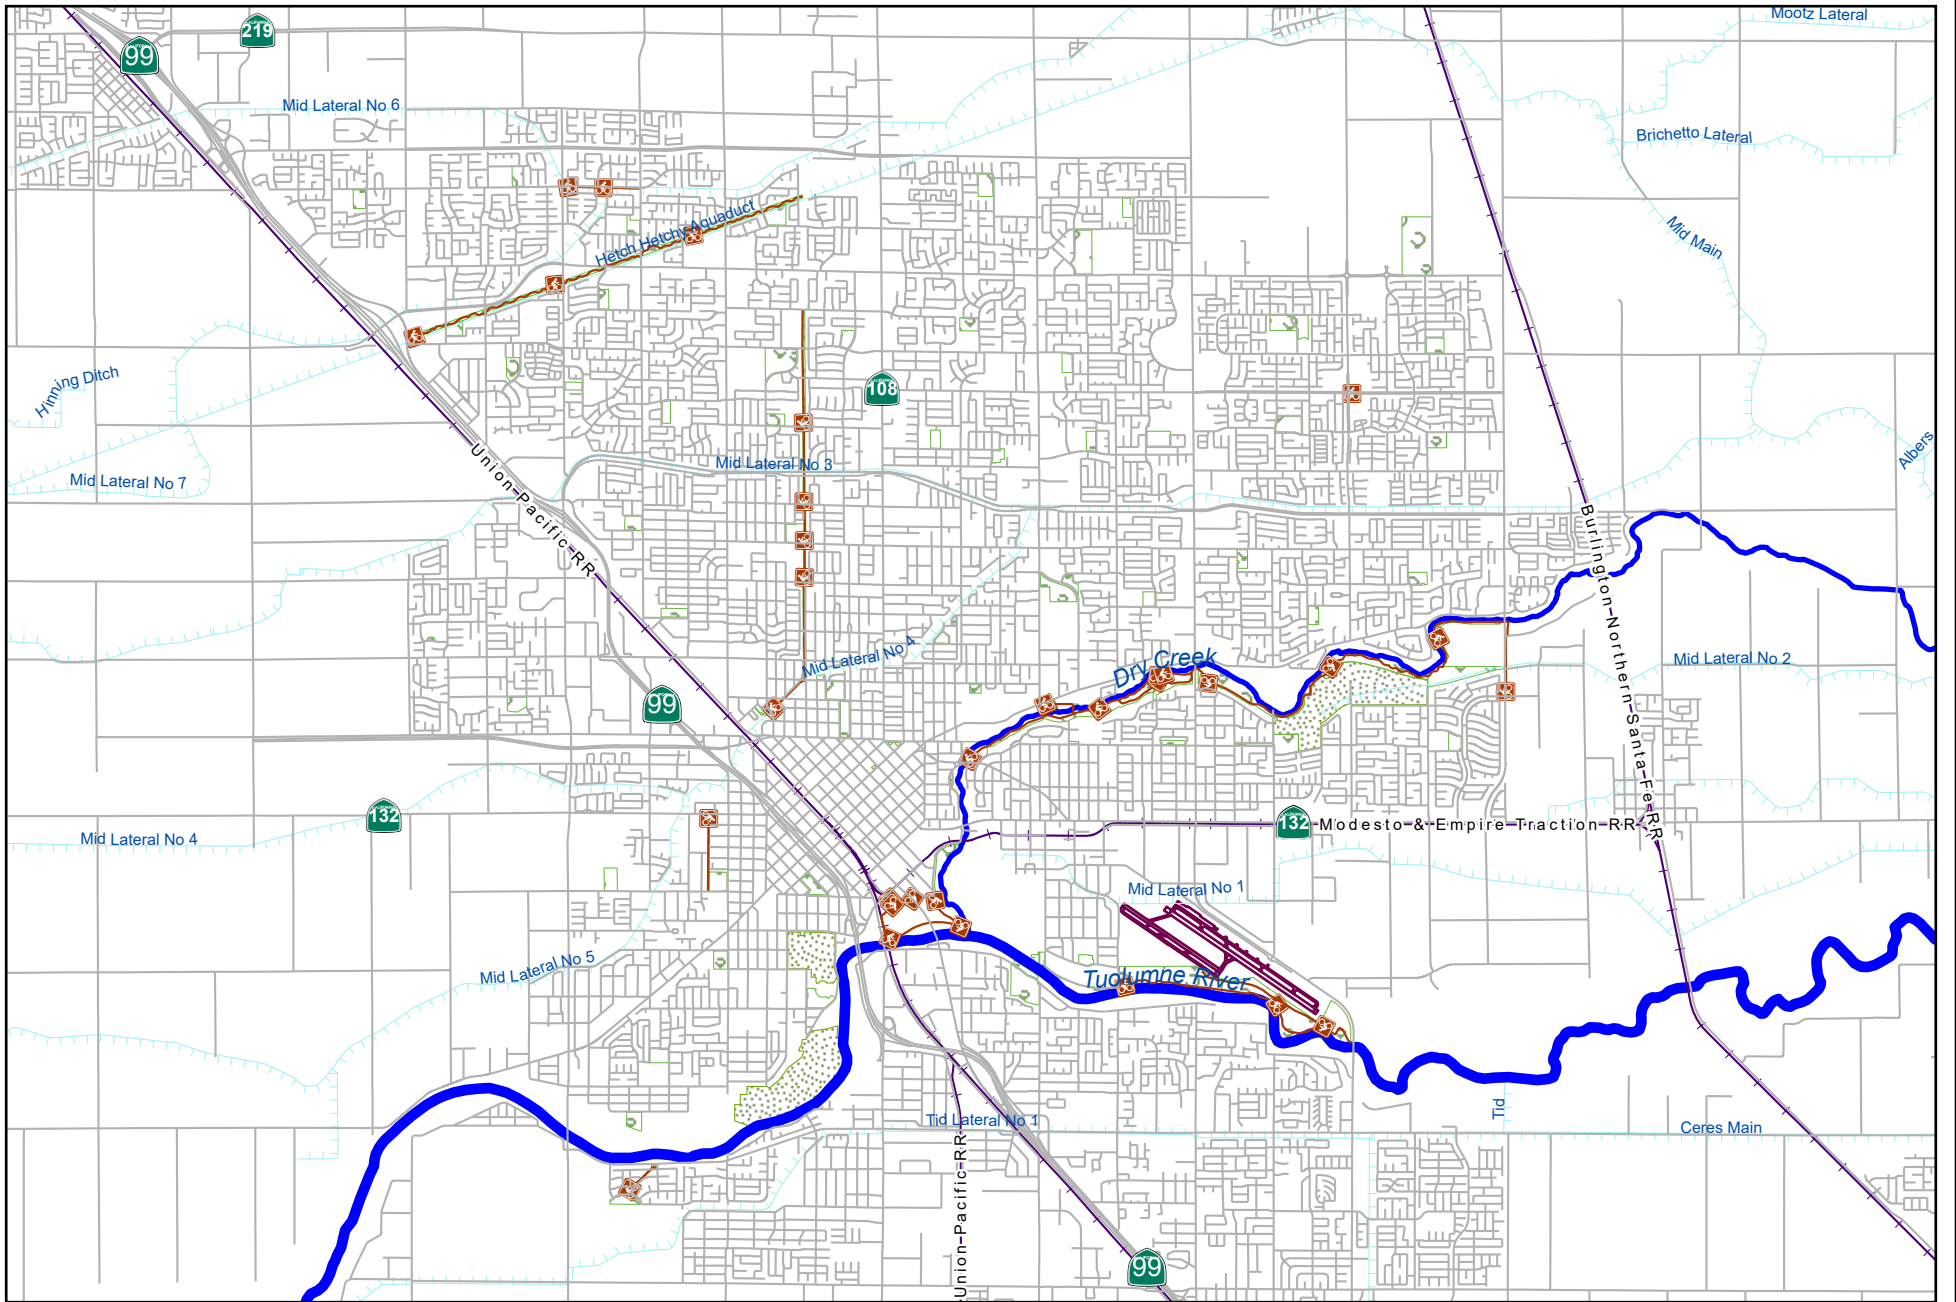 Mootz Lateral
219
99
Mid Lateral No 6
Brichetto Lateral
Hetch Hetchy Aquaduct
Mid Main
Hinning Ditch
108
Union Pacific RR
Mid Lateral No 3
Albers
Mid Lateral No 7
Burlington Northern Santa Fe RR
Mid Lateral No 4
Dry Creek
Mid Lateral No 2
99
132
132
Modesto & Empire Traction RR
Mid Lateral No 4
Mid Lateral No 1
Mid Lateral No 5
Tuolumne River
Tid Lateral No 1
Tid
Ceres Main
Union Pacific RR
99